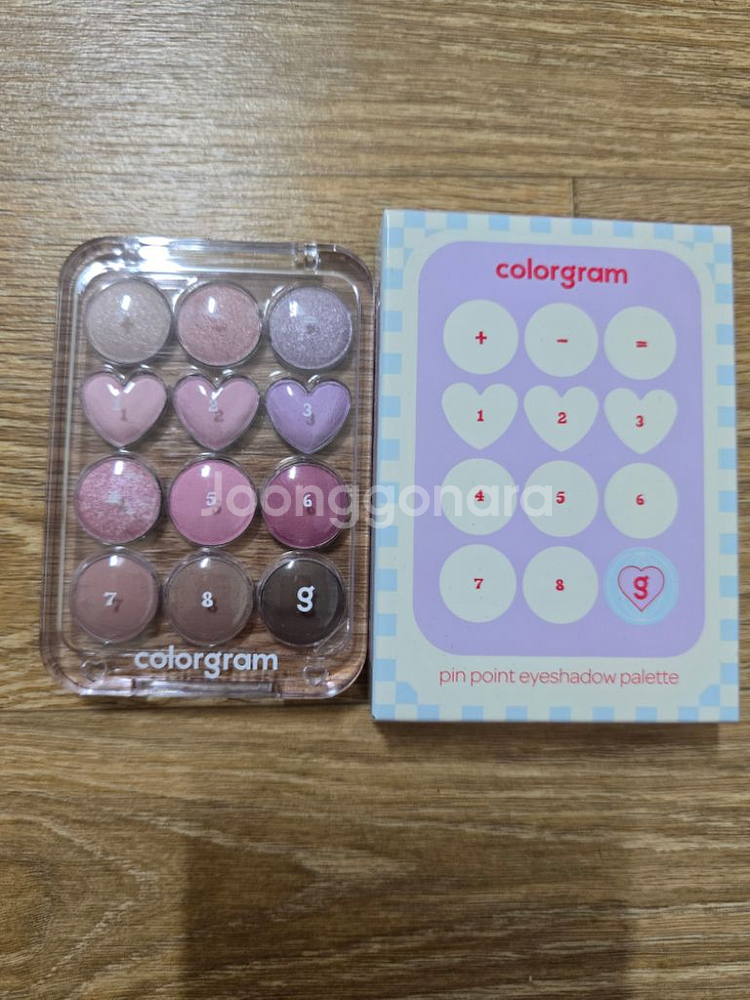 1 2 3
4 5 6
7 8 g
colorgram
colorgram
+ - =
1 2 3
4 5 6
7 8 g
pin point eyeshadow palette
Joonggonara